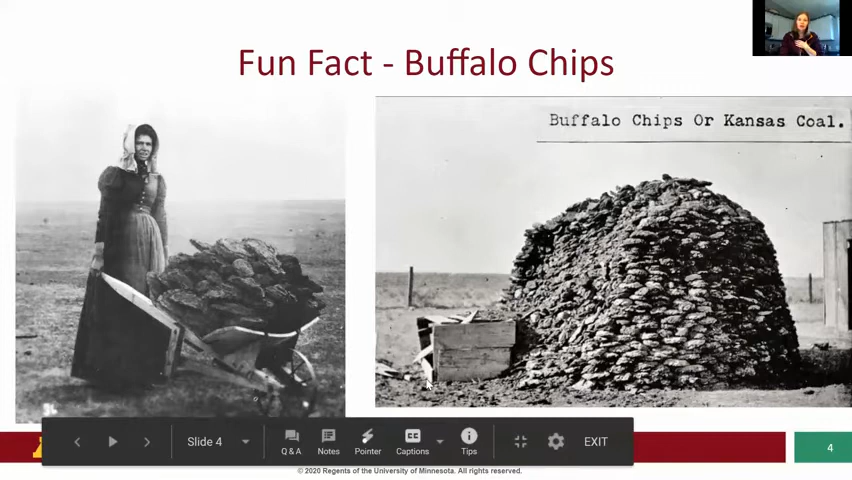 Fun Fact - Buffalo Chips
Buffalo Chips Or Kansas Coal.
Slide 4
Q & A
Notes
Pointer
Captions
Tips
EXIT
4
© 2020 Regents of the University of Minnesota. All rights reserved.